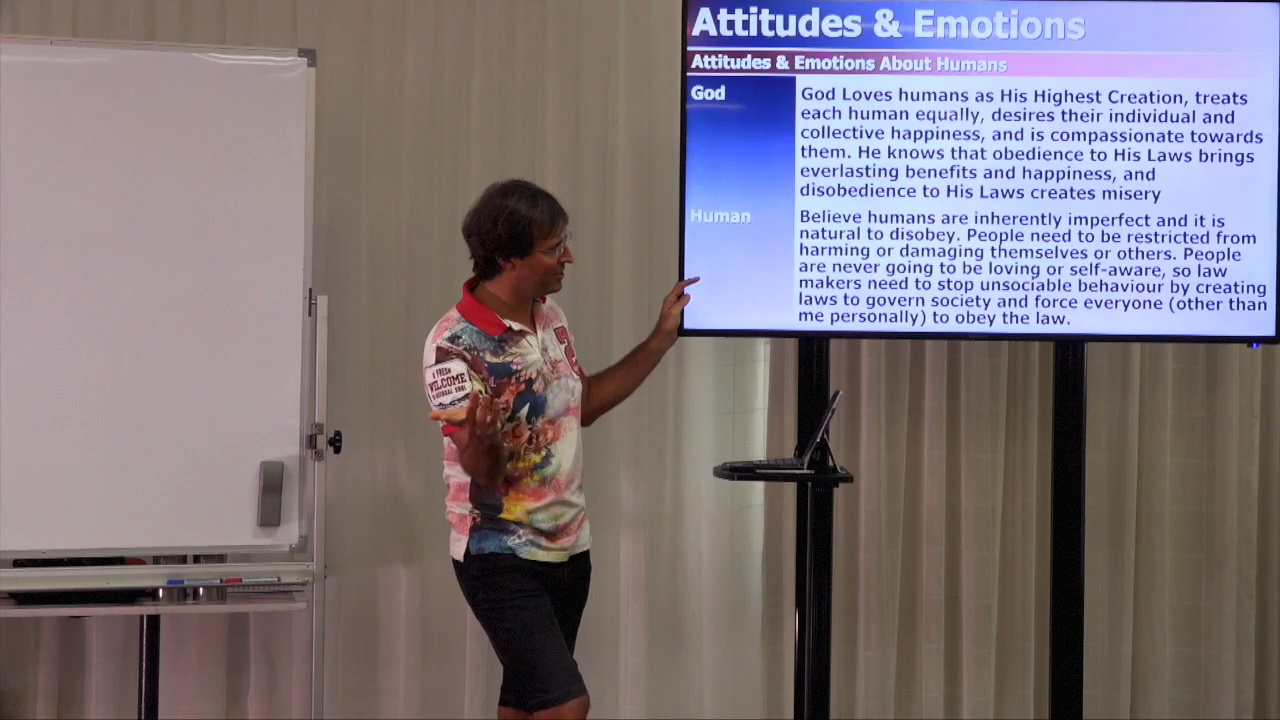 Attitudes & Emotions
Attitudes & Emotions About Humans
God
God Loves humans as His Highest Creation, treats
each human equally, desires their individual and
collective happiness, and is compassionate towards
them. He knows that obedience to His Laws brings
everlasting benefits and happiness, and
disobedience to His Laws creates misery
Human
Believe humans are inherently imperfect and it is
natural to disobey. People need to be restricted from
harming or damaging themselves or others. People
are never going to be loving or self-aware, so law
makers need to stop unsociable behaviour by creating
laws to govern society and force everyone (other than
me personally) to obey the law.
FRESH
WILCOME